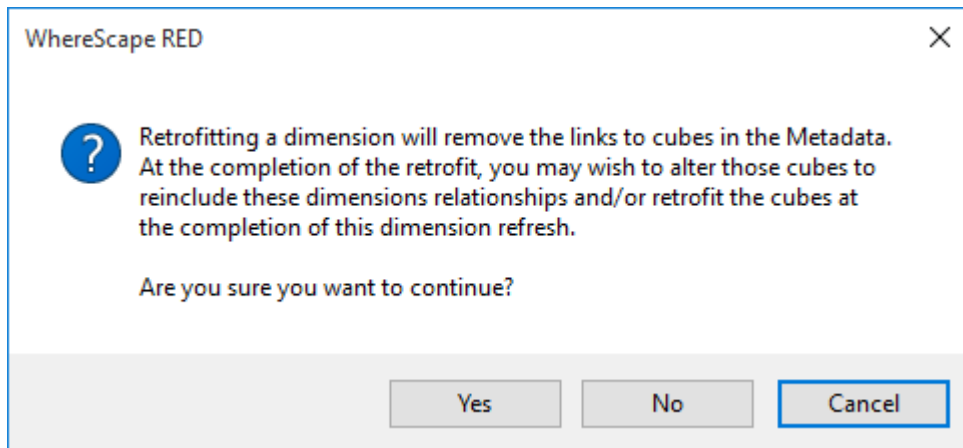 WhereScape RED
Retrofitting a dimension will remove the links to cubes in the Metadata.
At the completion of the retrofit, you may wish to alter those cubes to
reinclude these dimensions relationships and/or retrofit the cubes at
the completion of this dimension refresh.
Are you sure you want to continue?
Yes
No
Cancel